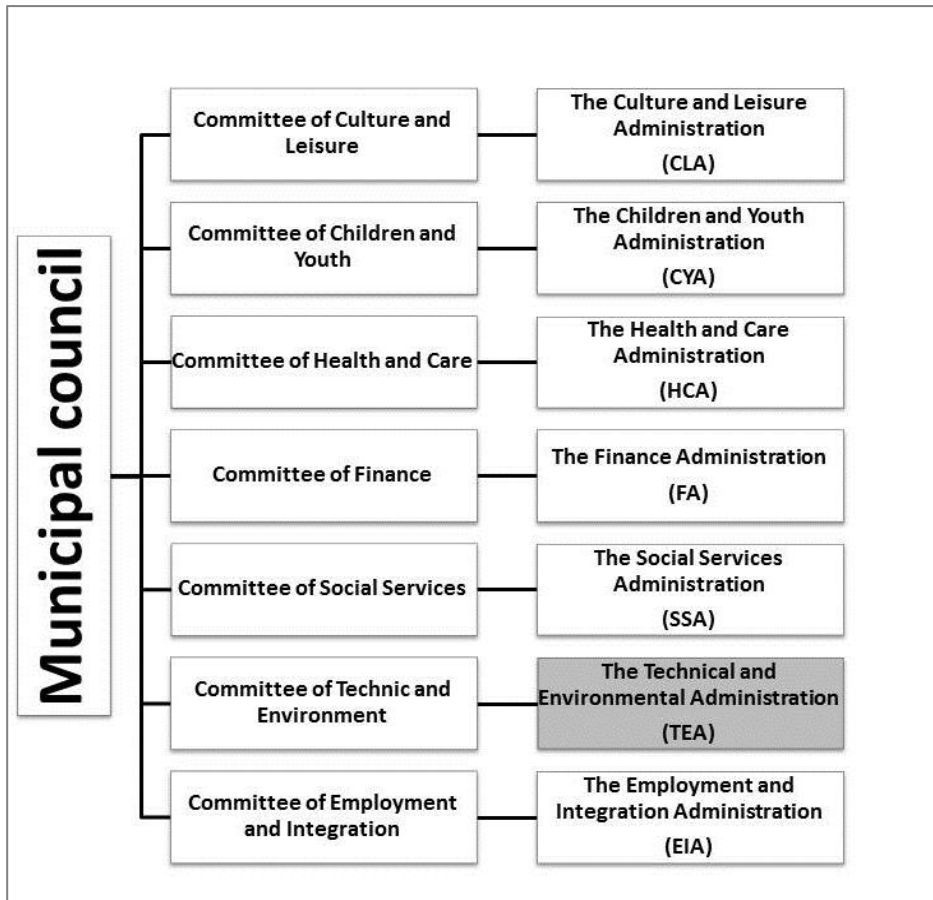 Municipal council
Committee of Culture and
Leisure
The Culture and Leisure
Administration
(CLA)
Committee of Children and
Youth
The Children and Youth
Administration
(CYA)
Committee of Health and Care
The Health and Care
Administration
(HCA)
Committee of Finance
The Finance Administration
(FA)
Committee of Social Services
The Social Services
Administration
(SSA)
Committee of Technic and
Environment
The Technical and
Environmental Administration
(TEA)
Committee of Employment
and Integration
The Employment and
Integration Administration
(EIA)